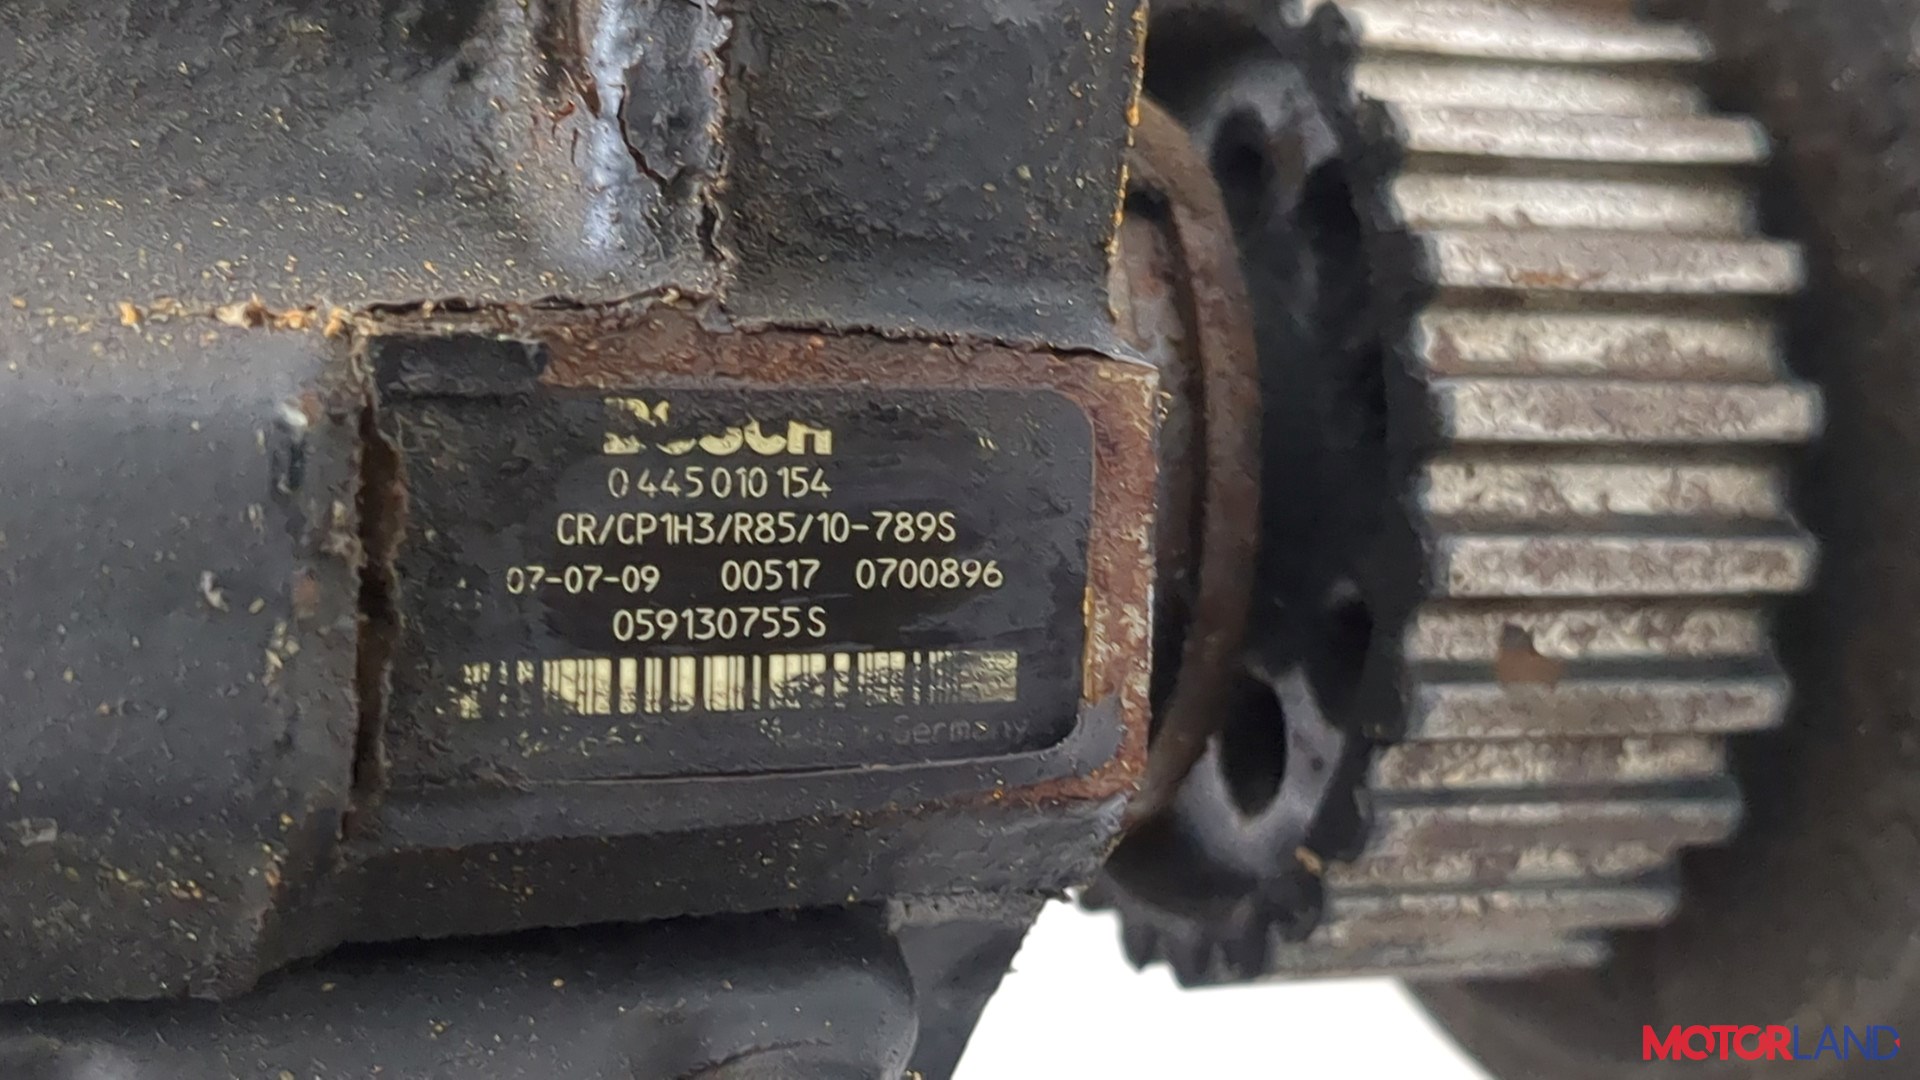 BOSCH
0 445 010 154
CR/CP1H3/R85/10-789S
07-07-09 00517 0700896
059130755S
Germany
MOTORLAND